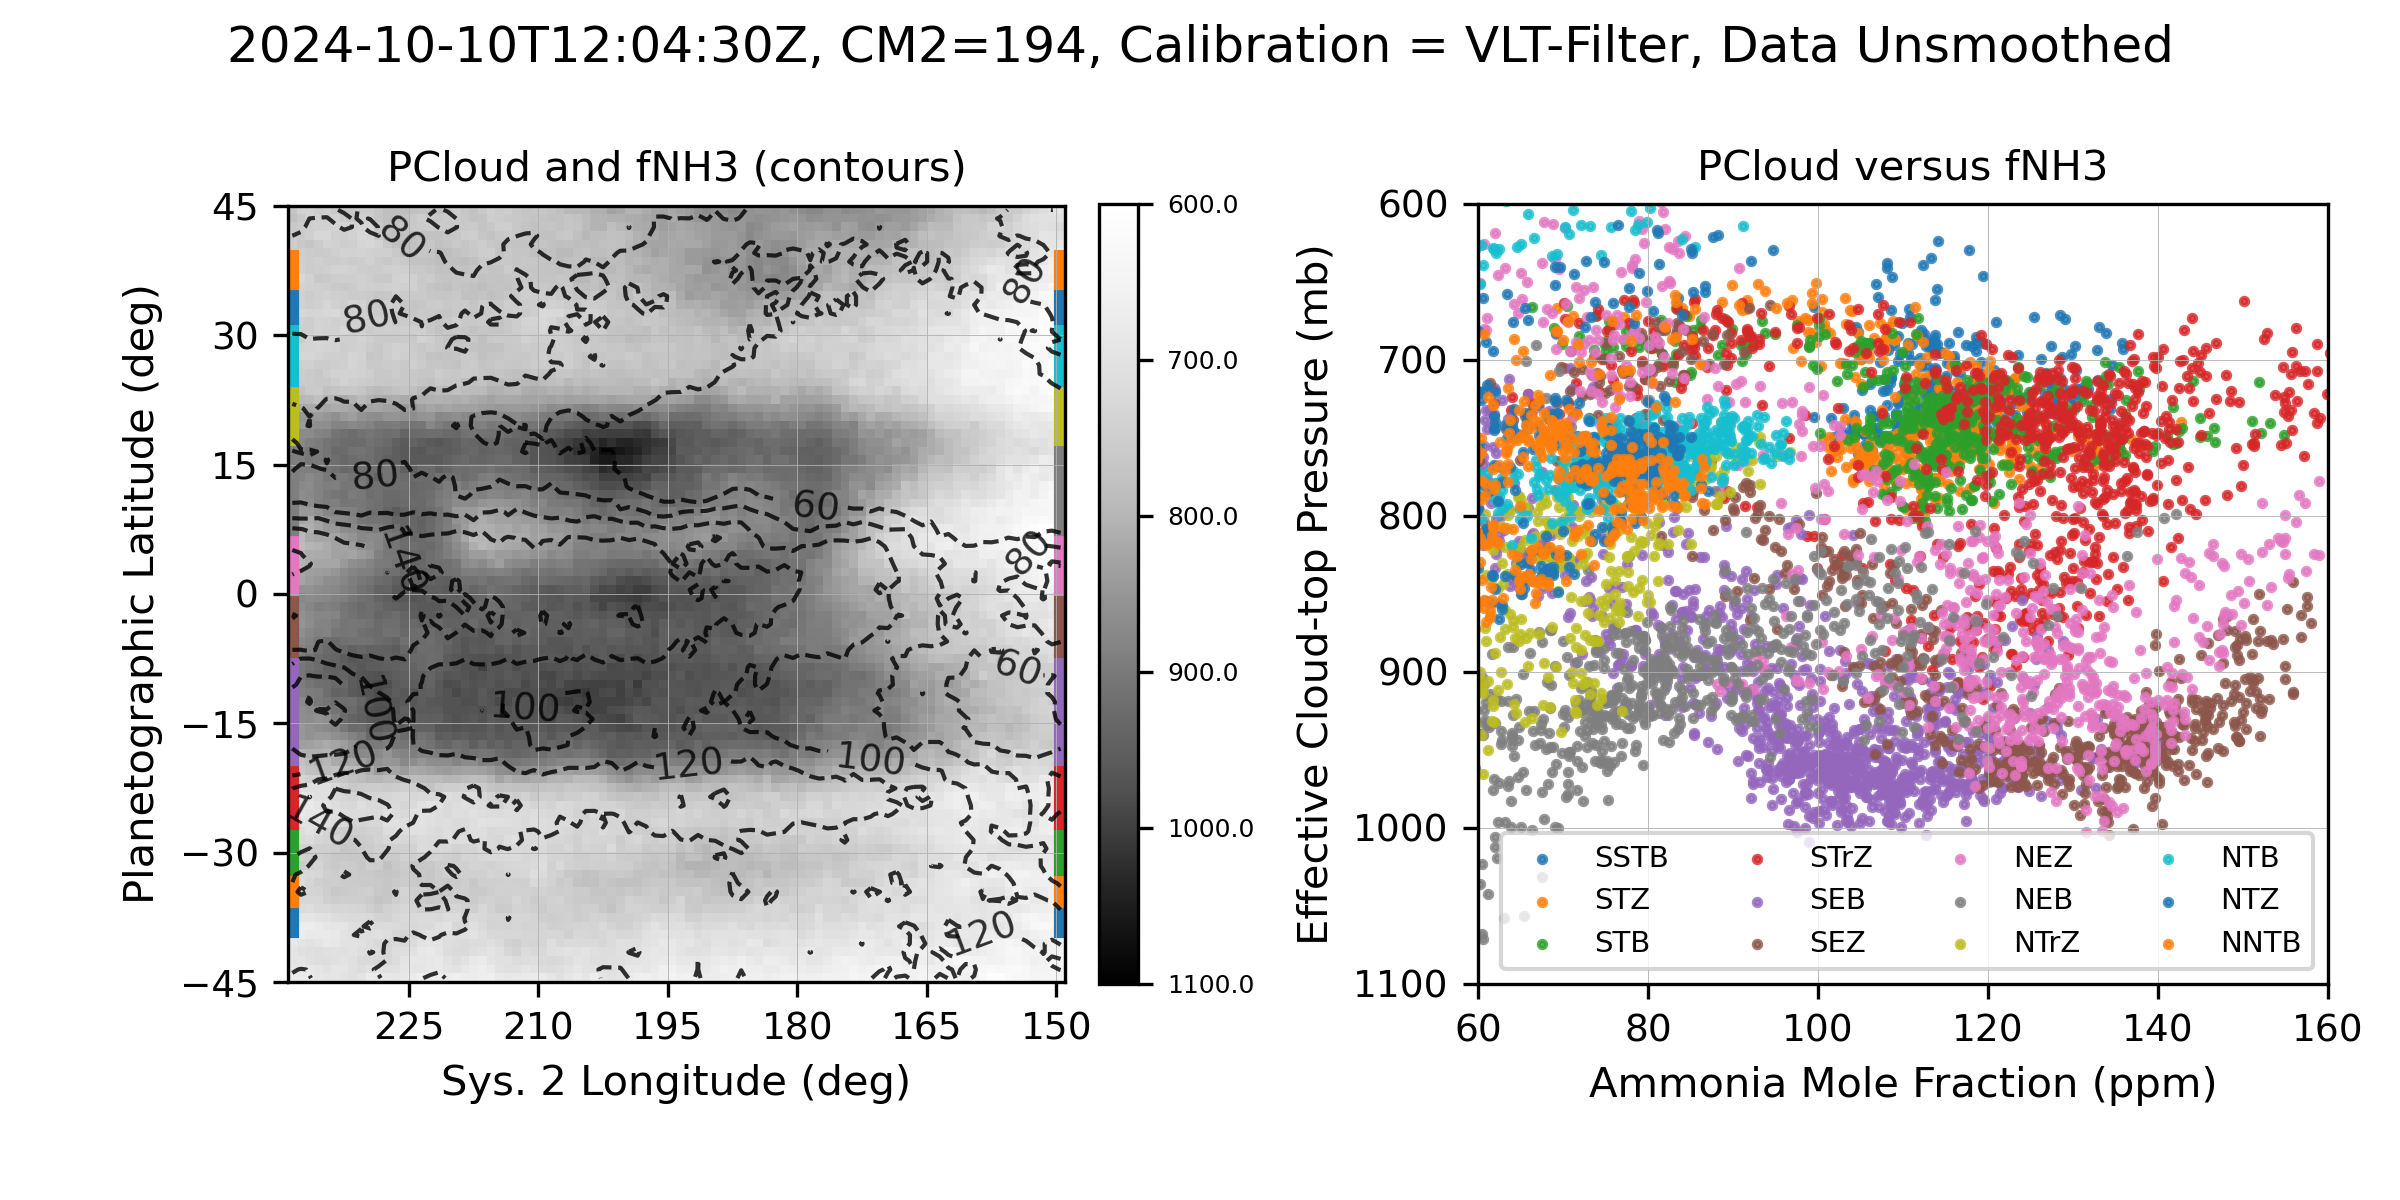 2024-10-10T12:04:30Z, CM2=194, Calibration = VLT-Filter, Data Unsmoothed
PCloud and fNH3 (contours)
Planetographic Latitude (deg)
45
30
15
0
−15
−30
−45
225
210
195
180
165
150
Sys. 2 Longitude (deg)
80
80
80
80
60
140
80
60
100
100
120
120
100
140
120
600.0
700.0
800.0
900.0
1000.0
1100.0
PCloud versus fNH3
Effective Cloud-top Pressure (mb)
600
700
800
900
1000
1100
60
80
100
120
140
160
Ammonia Mole Fraction (ppm)
SSTB
STZ
STB
STrZ
SEB
SEZ
NEZ
NEB
NTrZ
NTB
NTZ
NNTB